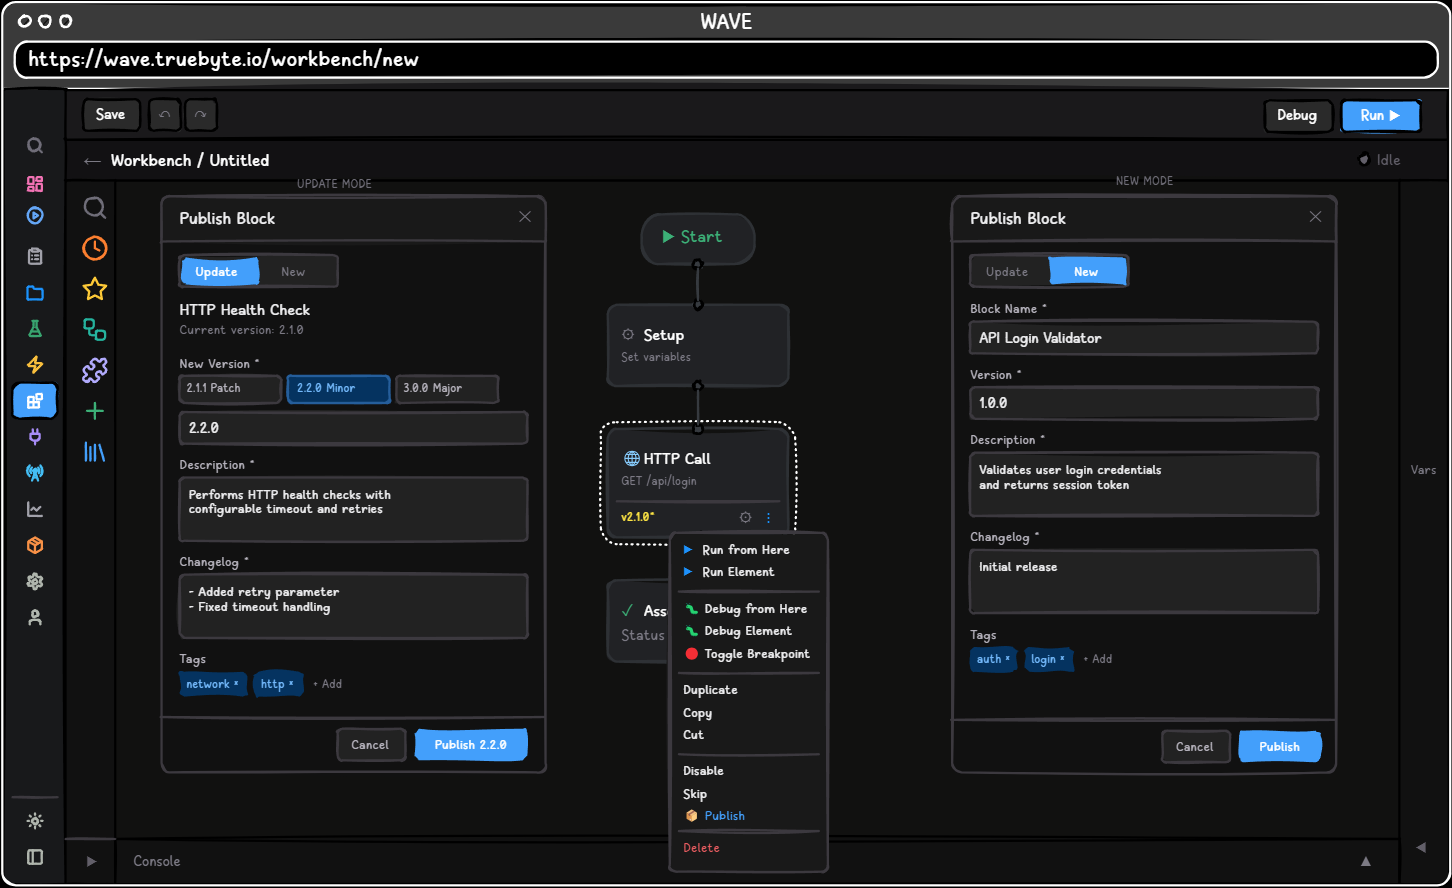 WAVE
https://wave.truebyte.io/workbench/new
Save
Debug
Run
Workbench / Untitled
Idle
UPDATE MODE
Publish Block
Update
New
HTTP Health Check
Current version: 2.1.0
New Version *
2.1.1 Patch
2.2.0 Minor
3.0.0 Major
2.2.0
Description *
Performs HTTP health checks with
configurable timeout and retries
Changelog *
- Added retry parameter
- Fixed timeout handling
Tags
network ×
http ×
+ Add
Cancel
Publish 2.2.0
Start
Setup
Set variables
HTTP Call
GET /api/login
v2.1.0*
Ass
Status
Run from Here
Run Element
Debug from Here
Debug Element
Toggle Breakpoint
Duplicate
Copy
Cut
Disable
Skip
Publish
Delete
NEW MODE
Publish Block
Update
New
Block Name *
API Login Validator
Version *
1.0.0
Description *
Validates user login credentials
and returns session token
Changelog *
Initial release
Tags
auth ×
login ×
+ Add
Cancel
Publish
Vars
Console